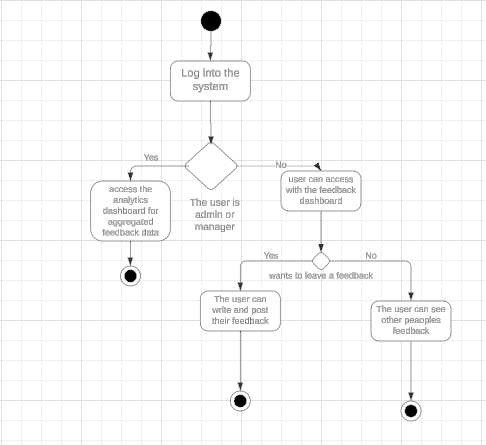 Log into the
system
Yes
No
access the
analytics
dashboard for
aggregated
feedback data
The user is
admin or
manager
user can access
with the feedback
dashboard
Yes
No
wants to leave a feedback
The user can
write and post
their feedback
The user can see
other peaoples
feedback